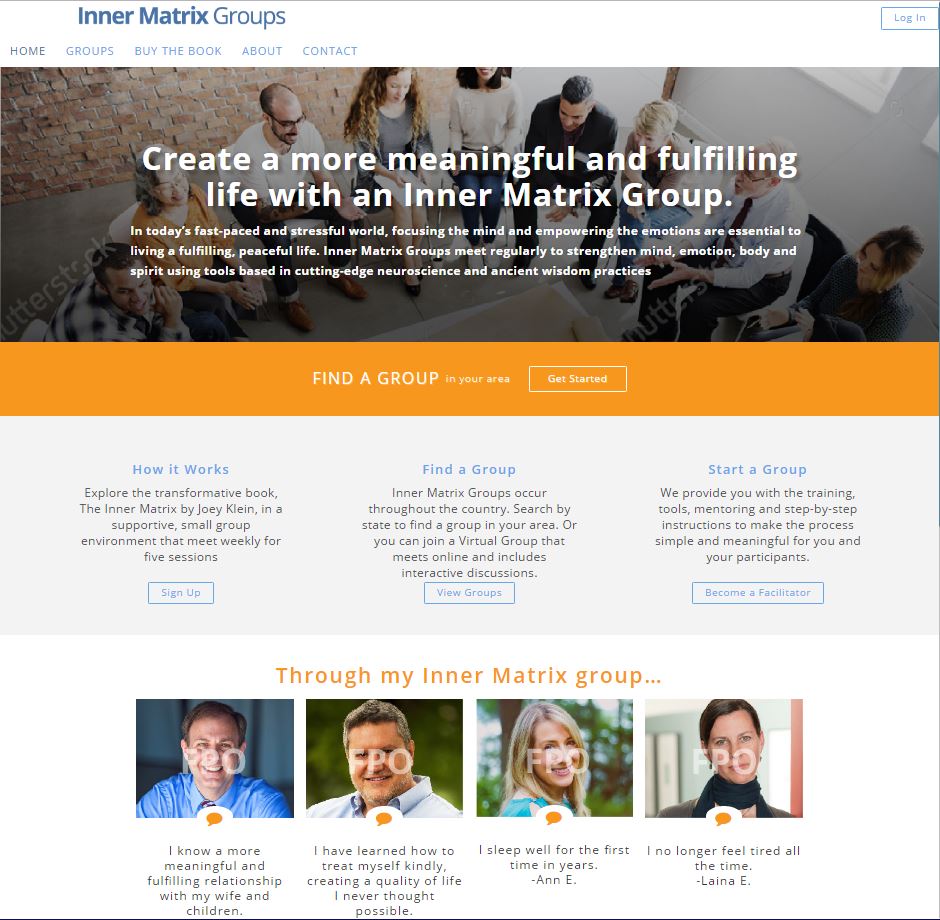 Inner Matrix Groups
Log In
HOME GROUPS BUY THE BOOK ABOUT CONTACT
Create a more meaningful and fulfilling
life with an Inner Matrix Group.
In today's fast-paced and stressful world, focusing the mind and empowering the emotions are essential to
living a fulfilling, peaceful life. Inner Matrix Groups meet regularly to strengthen mind, emotion, body and
spirit using tools based in cutting-edge neuroscience and ancient wisdom practices
shutterstock
shutterstock
FIND A GROUP in your area Get Started
How it Works
Explore the transformative book,
The Inner Matrix by Joey Klein, in a
supportive, small group
environment that meet weekly for
five sessions
Sign Up
Find a Group
Inner Matrix Groups occur
throughout the country. Search by
state to find a group in your area. Or
you can join a Virtual Group that
meets online and includes
interactive discussions.
View Groups
Start a Group
We provide you with the training,
tools, mentoring and step-by-step
instructions to make the process
simple and meaningful for you and
your participants.
Become a Facilitator
Through my Inner Matrix group...
FPO
I know a more
meaningful and
fulfilling relationship
with my wife and
children.
FPO
I have learned how to
treat myself kindly,
creating a quality of life
I never thought
possible.
FPO
I sleep well for the first
time in years.
-Ann E.
FPO
I no longer feel tired all
the time.
-Laina E.